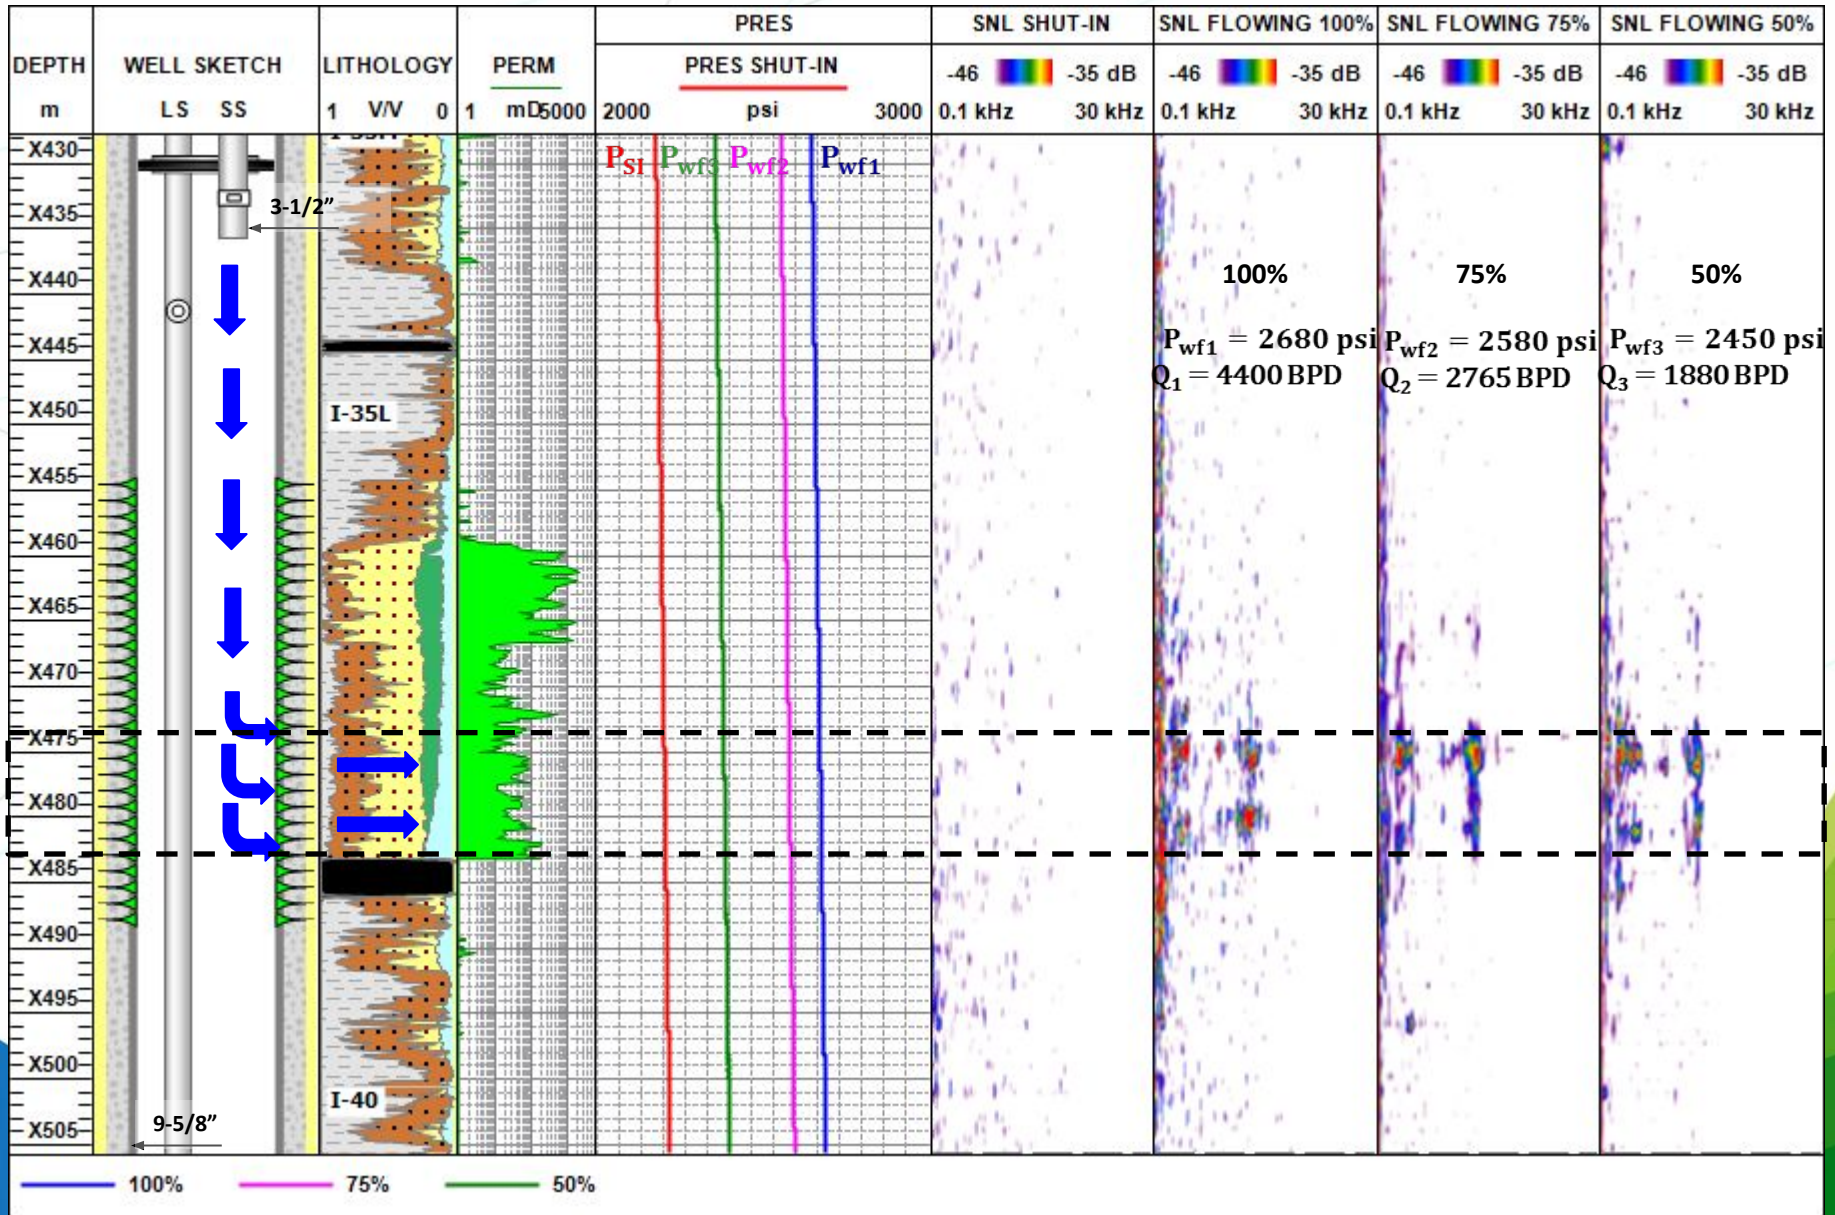 PRES
SNL SHUT-IN
SNL FLOWING 100%
SNL FLOWING 75%
SNL FLOWING 50%
DEPTH
WELL SKETCH
LITHOLOGY
PERM
PRES SHUT-IN
-46 -35 dB
-46 -35 dB
-46 -35 dB
-46 -35 dB
m
LS SS
1 V/V 0
1 mD 5000
2000 psi 3000
0.1 kHz 30 kHz
0.1 kHz 30 kHz
0.1 kHz 30 kHz
0.1 kHz 30 kHz
X430
X435
X440
X445
X450
X455
X460
X465
X470
X475
X480
X485
X490
X495
X500
X505
3-1/2”
9-5/8”
I-35L
I-40
PSI Pwf3 Pwf2 Pwf1
100%
Pwf1 = 2680 psi
Q1 = 4400 BPD
75%
Pwf2 = 2580 psi
Q2 = 2765 BPD
50%
Pwf3 = 2450 psi
Q3 = 1880 BPD
100% 75% 50%